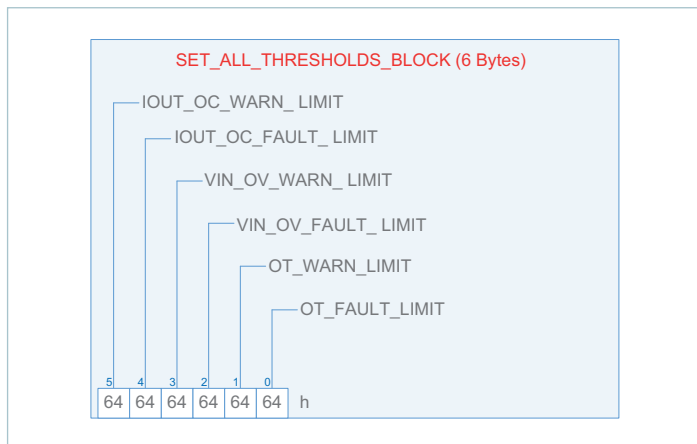 SET_ALL_THRESHOLDS_BLOCK (6 Bytes)
IOUT_OC_WARN_ LIMIT
IOUT_OC_FAULT_ LIMIT
VIN_OV_WARN_ LIMIT
VIN_OV_FAULT_ LIMIT
OT_WARN_LIMIT
OT_FAULT_LIMIT
5 4 3 2 1 0
64 64 64 64 64 64 h